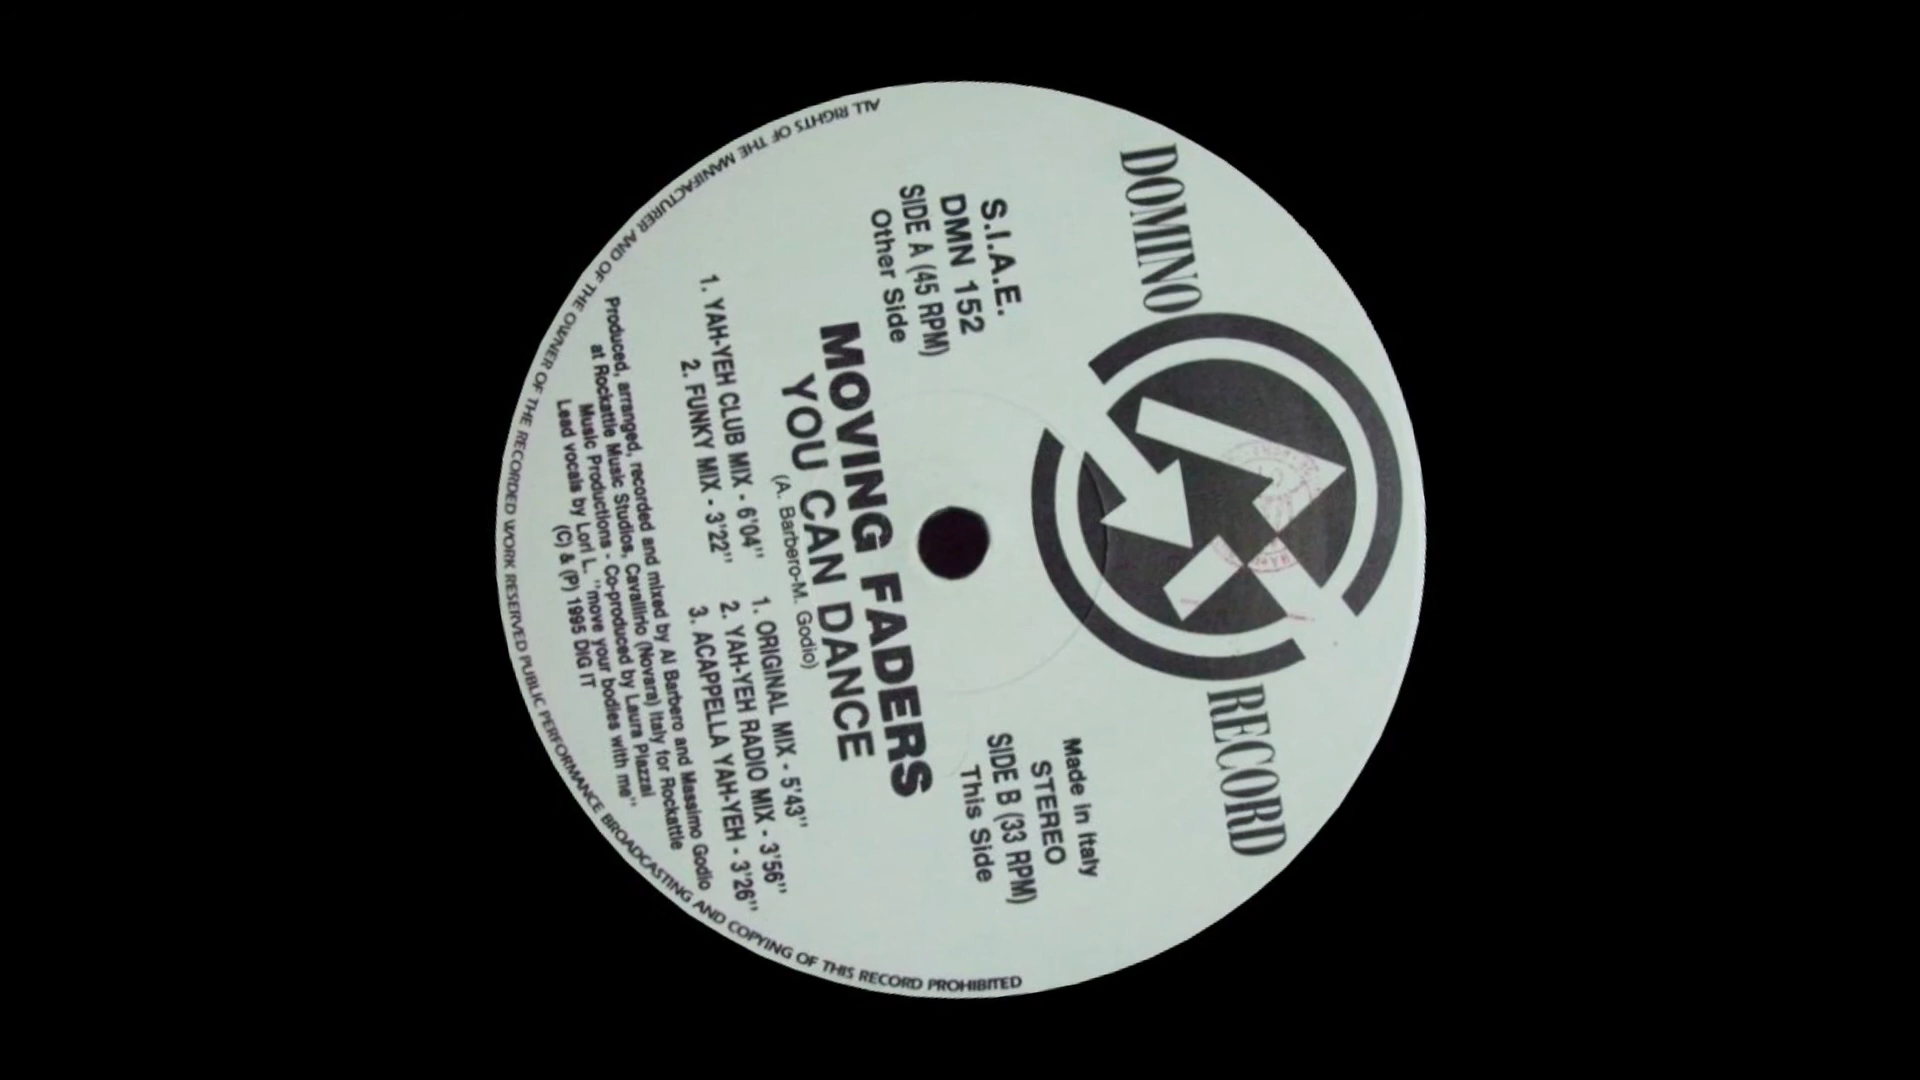 DOMINO RECORD
S.I.A.E.
DMN 152
SIDE A (45 RPM)
Other Side
Made in Italy
STEREO
SIDE B (33 RPM)
This Side
MOVING FADERS
YOU CAN DANCE
(A. Barbero-M. Godio)
1. YAH-YEH CLUB MIX - 6'04''
2. FUNKY MIX - 3'22''
1. ORIGINAL MIX - 5'43''
2. YAH-YEH RADIO MIX - 3'56''
3. ACAPPELLA YAH-YEH - 3'26''
Produced, arranged, recorded and mixed by Al Barbero and Massimo Godio
at Rockattle Music Studios, Cavallirio (Novara) Italy for Rockattle
Music Productions - Co-produced by Laura Piazzai
Lead vocals by Lori L. "move your bodies with me"
(C) & (P) 1995 DIG IT
ALL RIGHTS OF THE MANIFACTURER AND OF THE OWNER OF THE RECORDED WORK RESERVED PUBLIC PERFORMANCE BROADCASTING AND COPYING OF THIS RECORD PROHIBITED